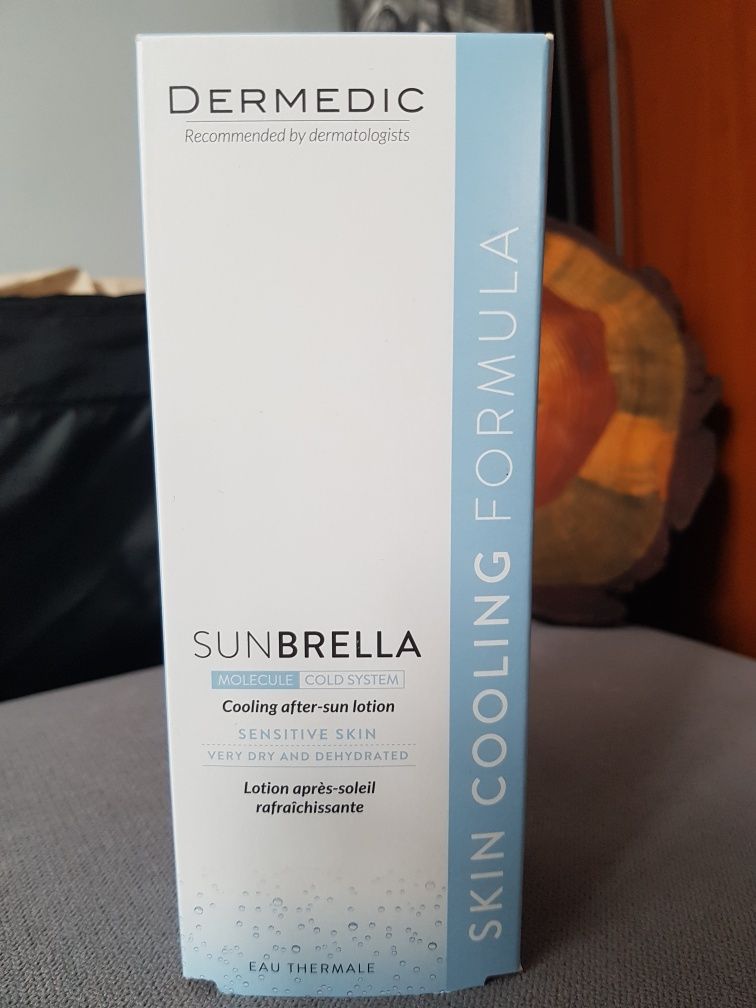 DERMEDIC
Recommended by dermatologists
SUNBRELLA
MOLECULE COLD SYSTEM
Cooling after-sun lotion
SENSITIVE SKIN
VERY DRY AND DEHYDRATED
Lotion après-soleil
rafraîchissante
EAU THERMALE
SKIN COOLING FORMULA